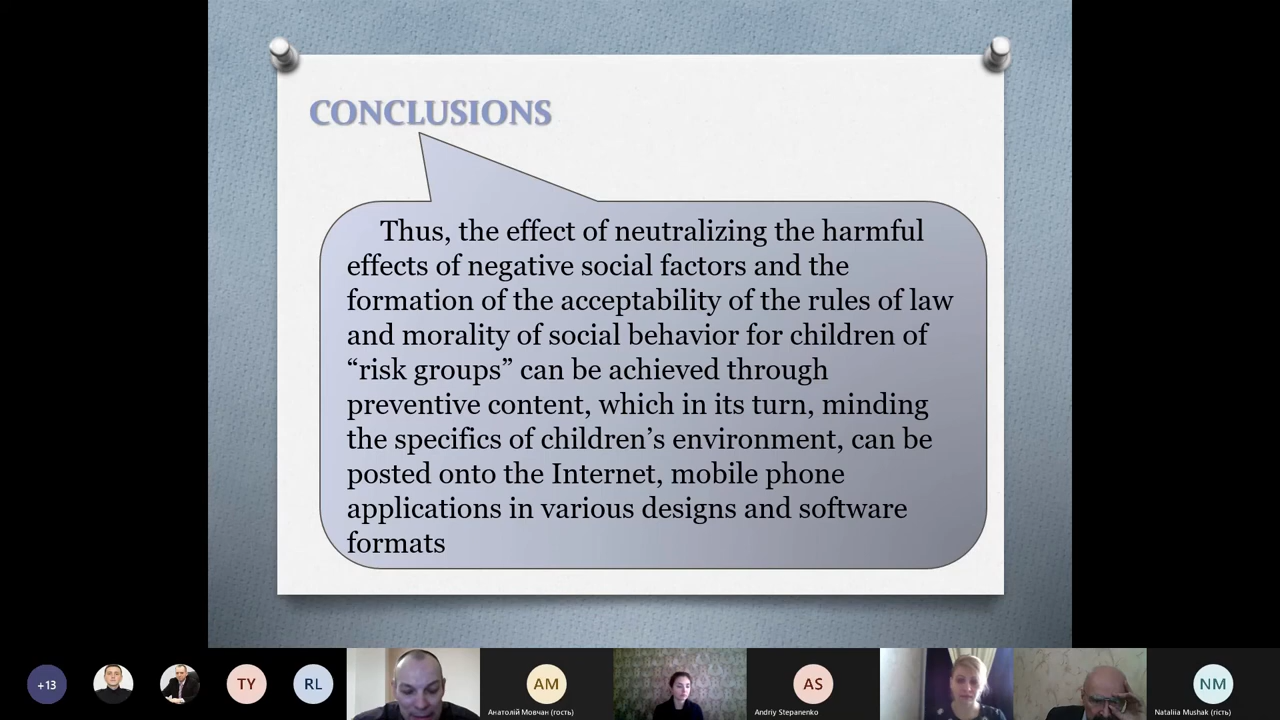 CONCLUSIONS
Thus, the effect of neutralizing the harmful
effects of negative social factors and the
formation of the acceptability of the rules of law
and morality of social behavior for children of
“risk groups” can be achieved through
preventive content, which in its turn, minding
the specifics of children’s environment, can be
posted onto the Internet, mobile phone
applications in various designs and software
formats
+13
TY
RL
AM
Анатолій Мовчан (гость)
AS
Andriy Stepanenko
NM
Nataliia Mushak (гість)